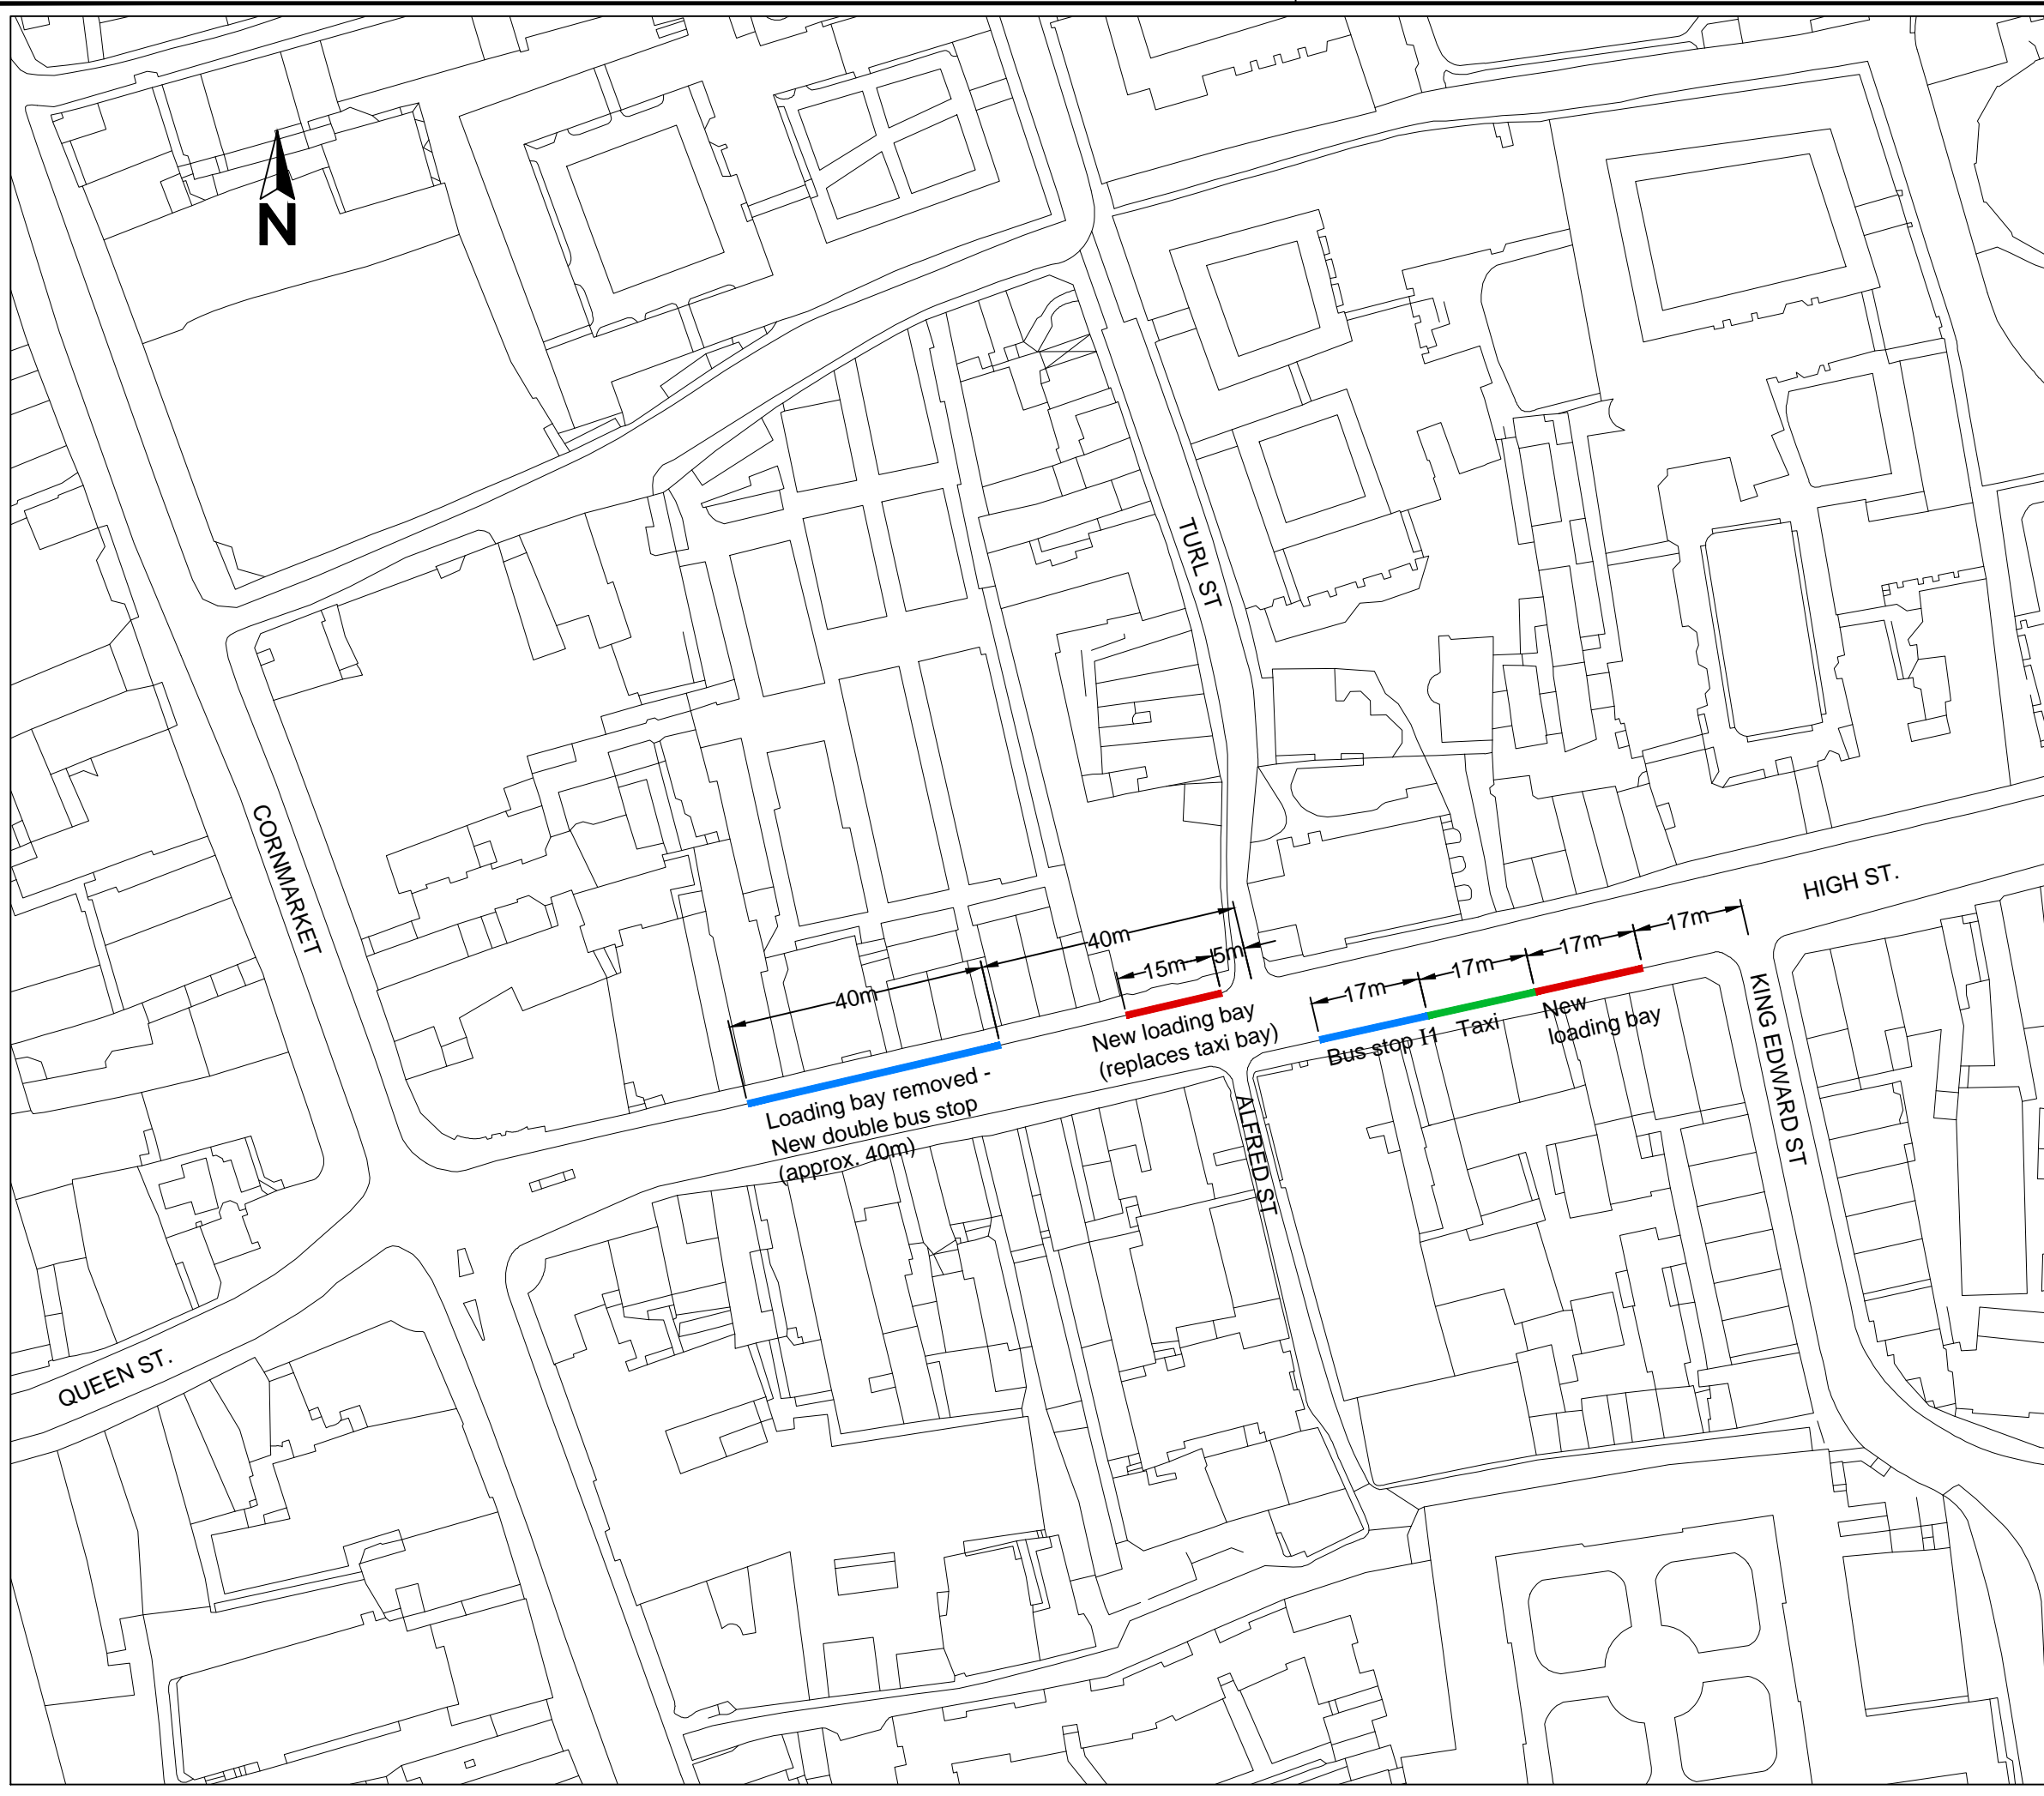 N
TURL ST
CORNMARKET
HIGH ST.
40m
40m
15m
5m
17m
17m
17m
17m
New loading bay
(replaces taxi bay)
Bus stop I1
Taxi
New
loading bay
KING EDWARD ST
Loading bay removed -
New double bus stop
(approx. 40m)
ALFRED ST
QUEEN ST.